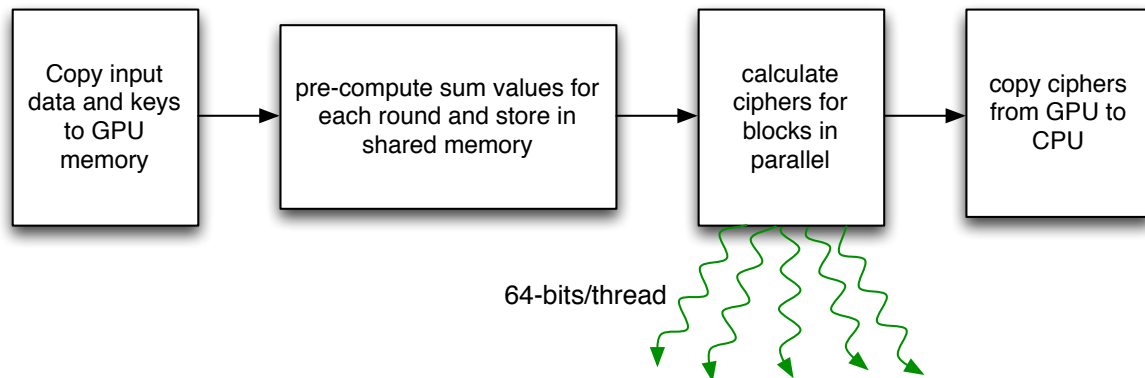 Copy input
data and keys
to GPU
memory
pre-compute sum values for
each round and store in
shared memory
calculate
ciphers for
blocks in
parallel
copy ciphers
from GPU to
CPU
64-bits/thread